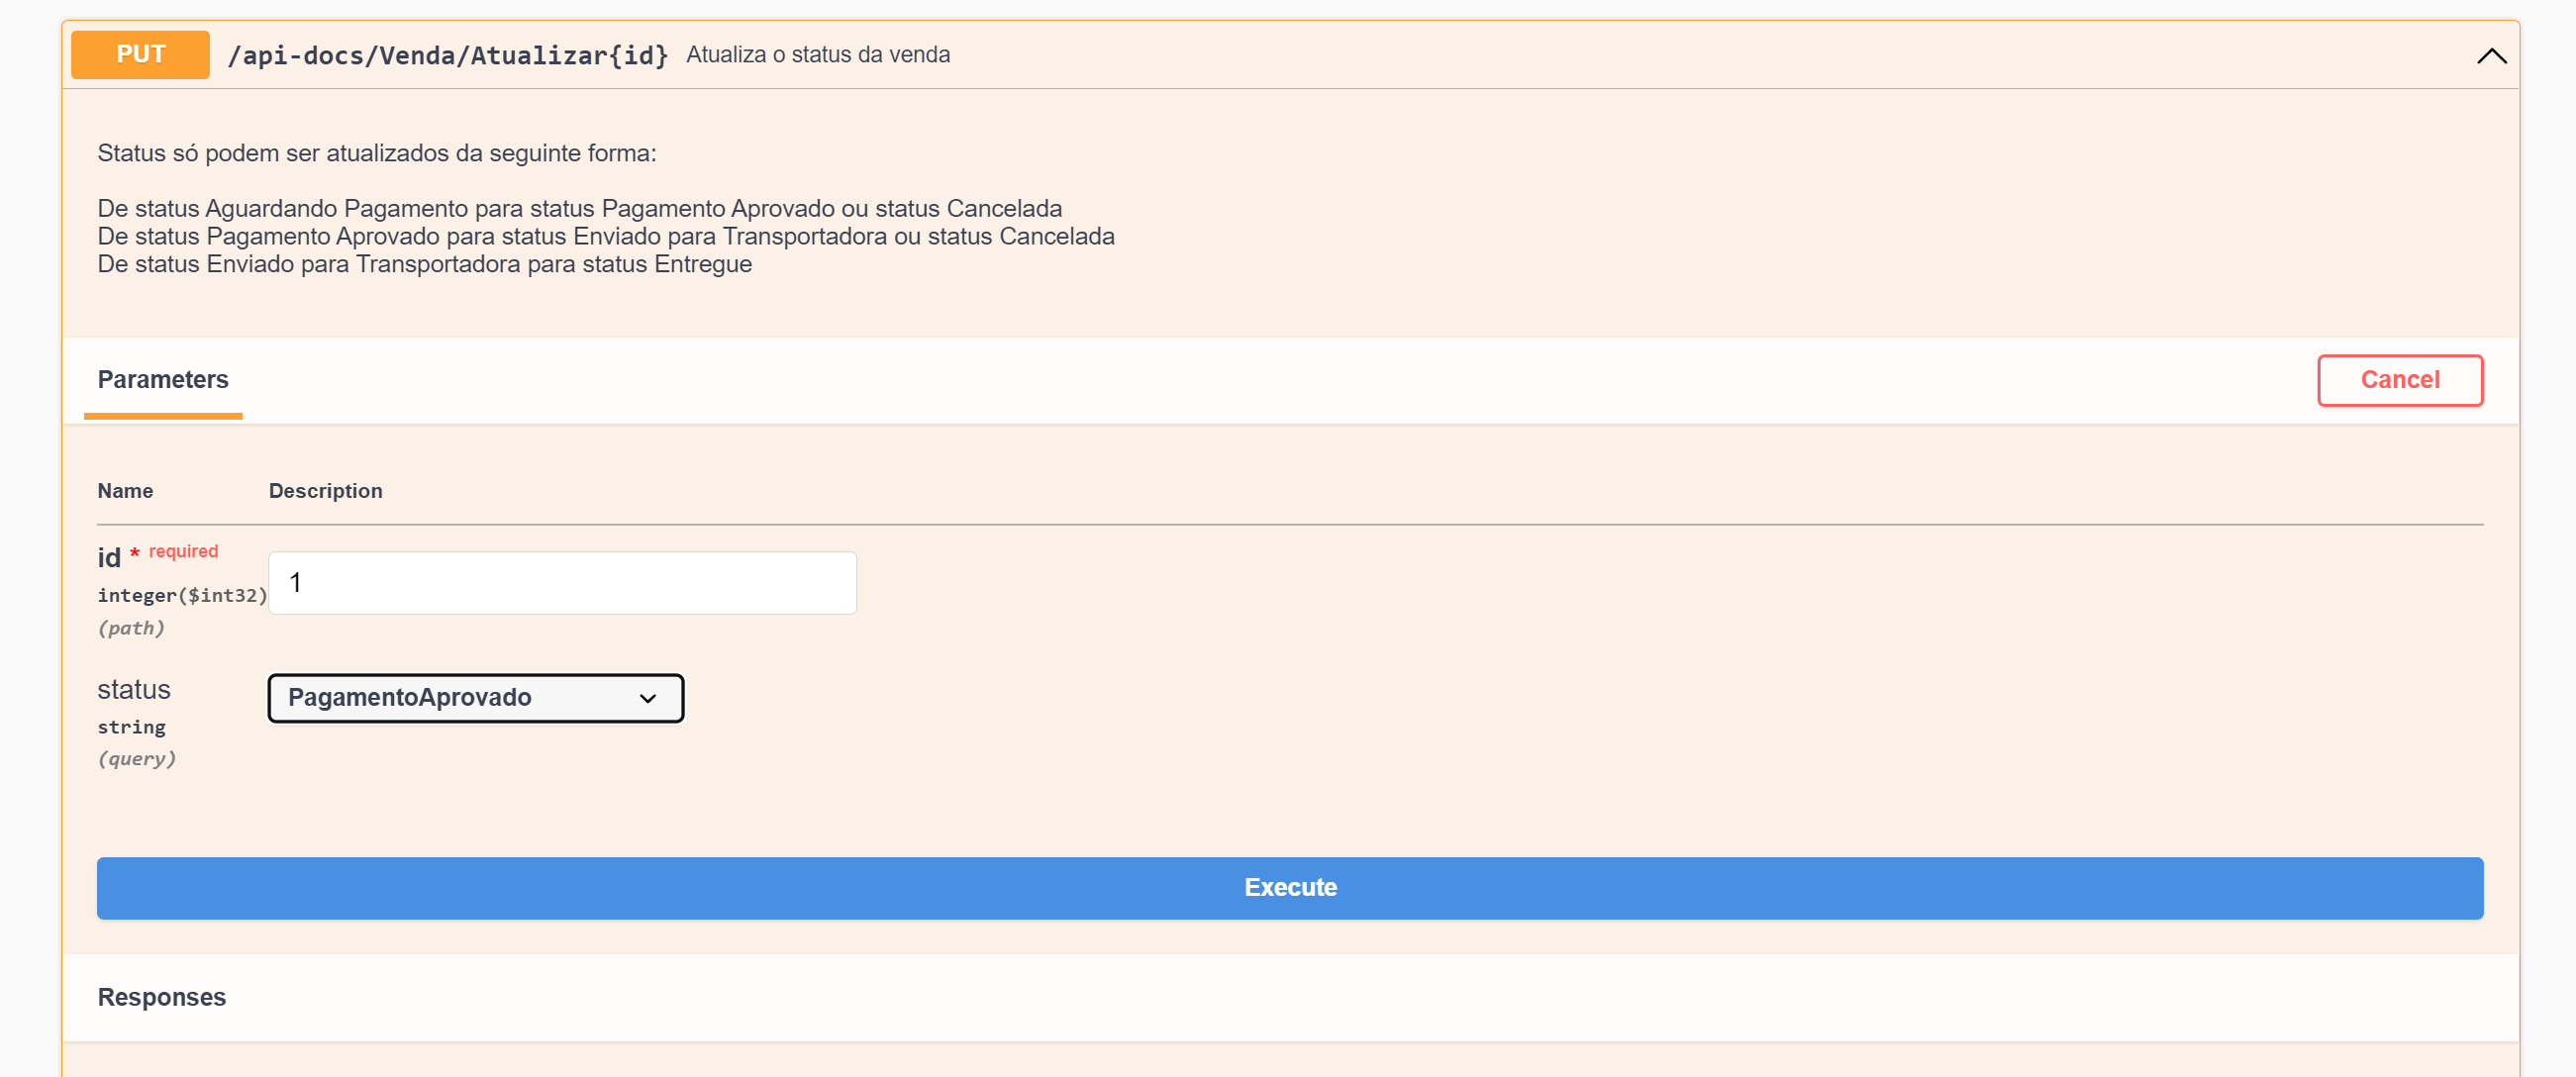 PUT /api-docs/Venda/Atualizar{id} Atualiza o status da venda
Status só podem ser atualizados da seguinte forma:
De status Aguardando Pagamento para status Pagamento Aprovado ou status Cancelada
De status Pagamento Aprovado para status Enviado para Transportadora ou status Cancelada
De status Enviado para Transportadora para status Entregue
Parameters
Cancel
Name Description
id * required
integer($int32)
(path)
1
status
string
(query)
PagamentoAprovado
Execute
Responses